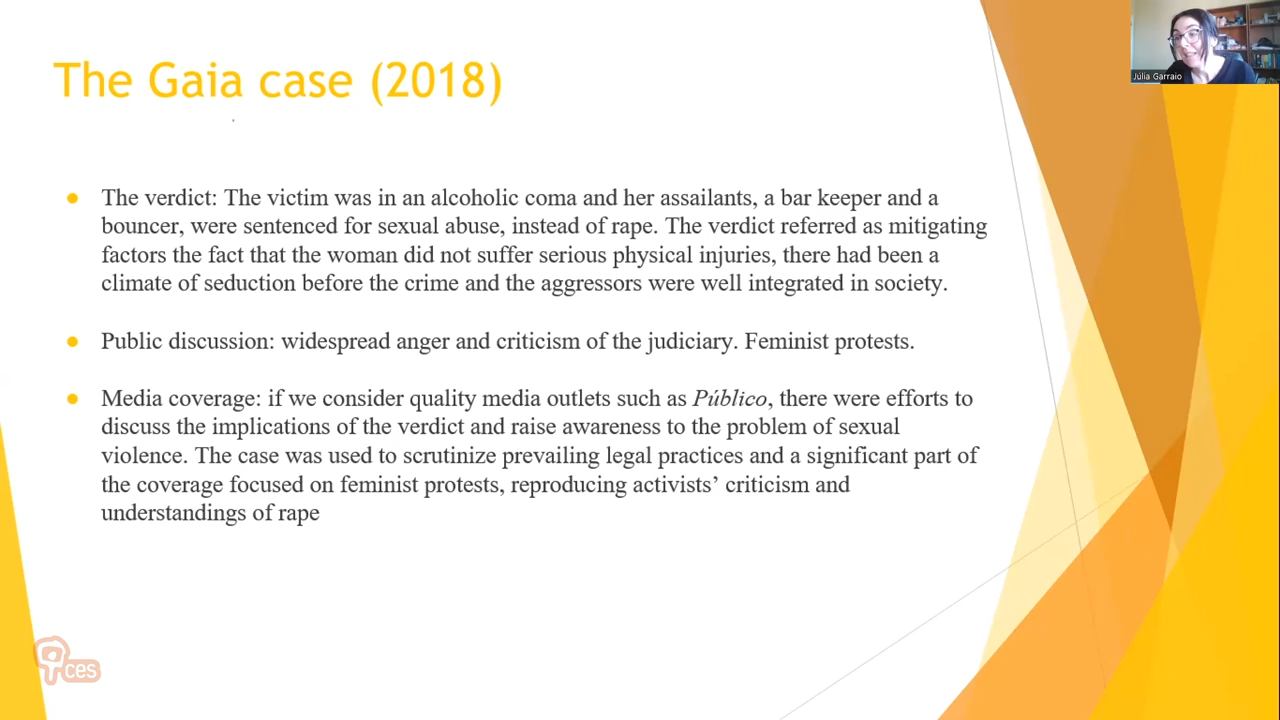 The Gaia case (2018)
Júlia Garraio
● The verdict: The victim was in an alcoholic coma and her assailants, a bar keeper and a
bouncer, were sentenced for sexual abuse, instead of rape. The verdict referred as mitigating
factors the fact that the woman did not suffer serious physical injuries, there had been a
climate of seduction before the crime and the aggressors were well integrated in society.
● Public discussion: widespread anger and criticism of the judiciary. Feminist protests.
● Media coverage: if we consider quality media outlets such as Público, there were efforts to
discuss the implications of the verdict and raise awareness to the problem of sexual
violence. The case was used to scrutinize prevailing legal practices and a significant part of
the coverage focused on feminist protests, reproducing activists’ criticism and
understandings of rape
ces